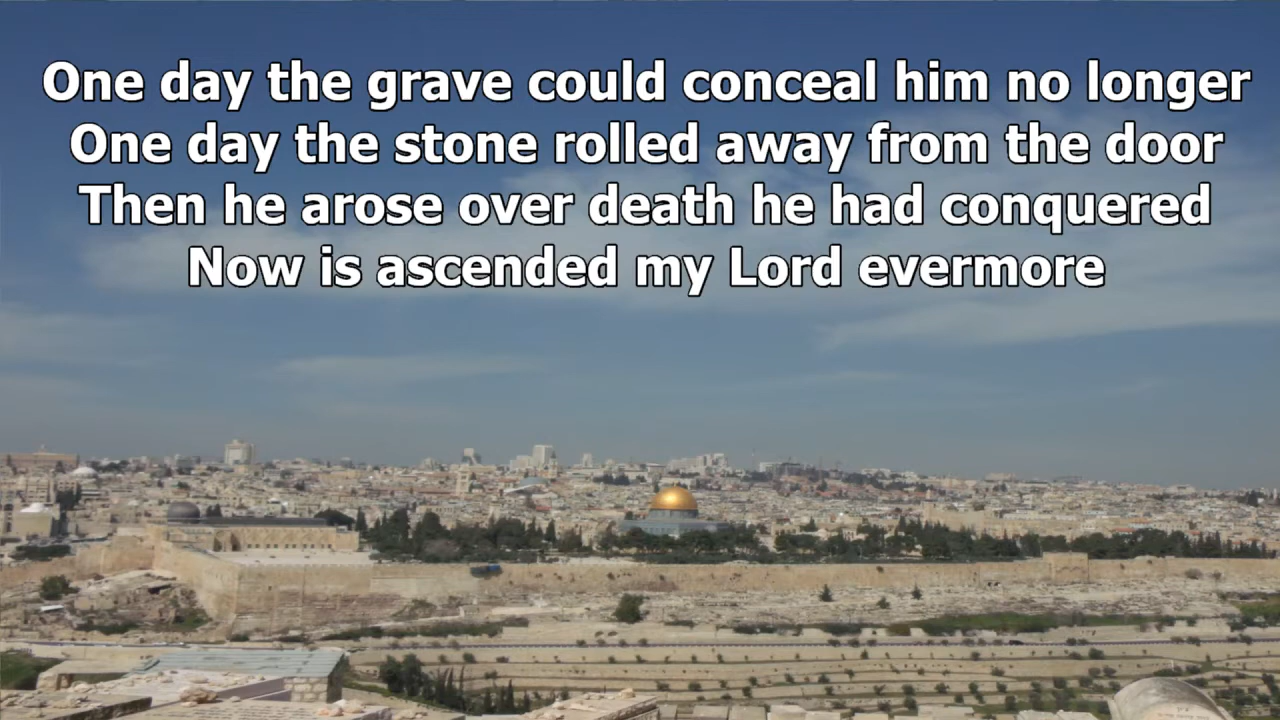 One day the grave could conceal him no longer
One day the stone rolled away from the door
Then he arose over death he had conquered
Now is ascended my Lord evermore